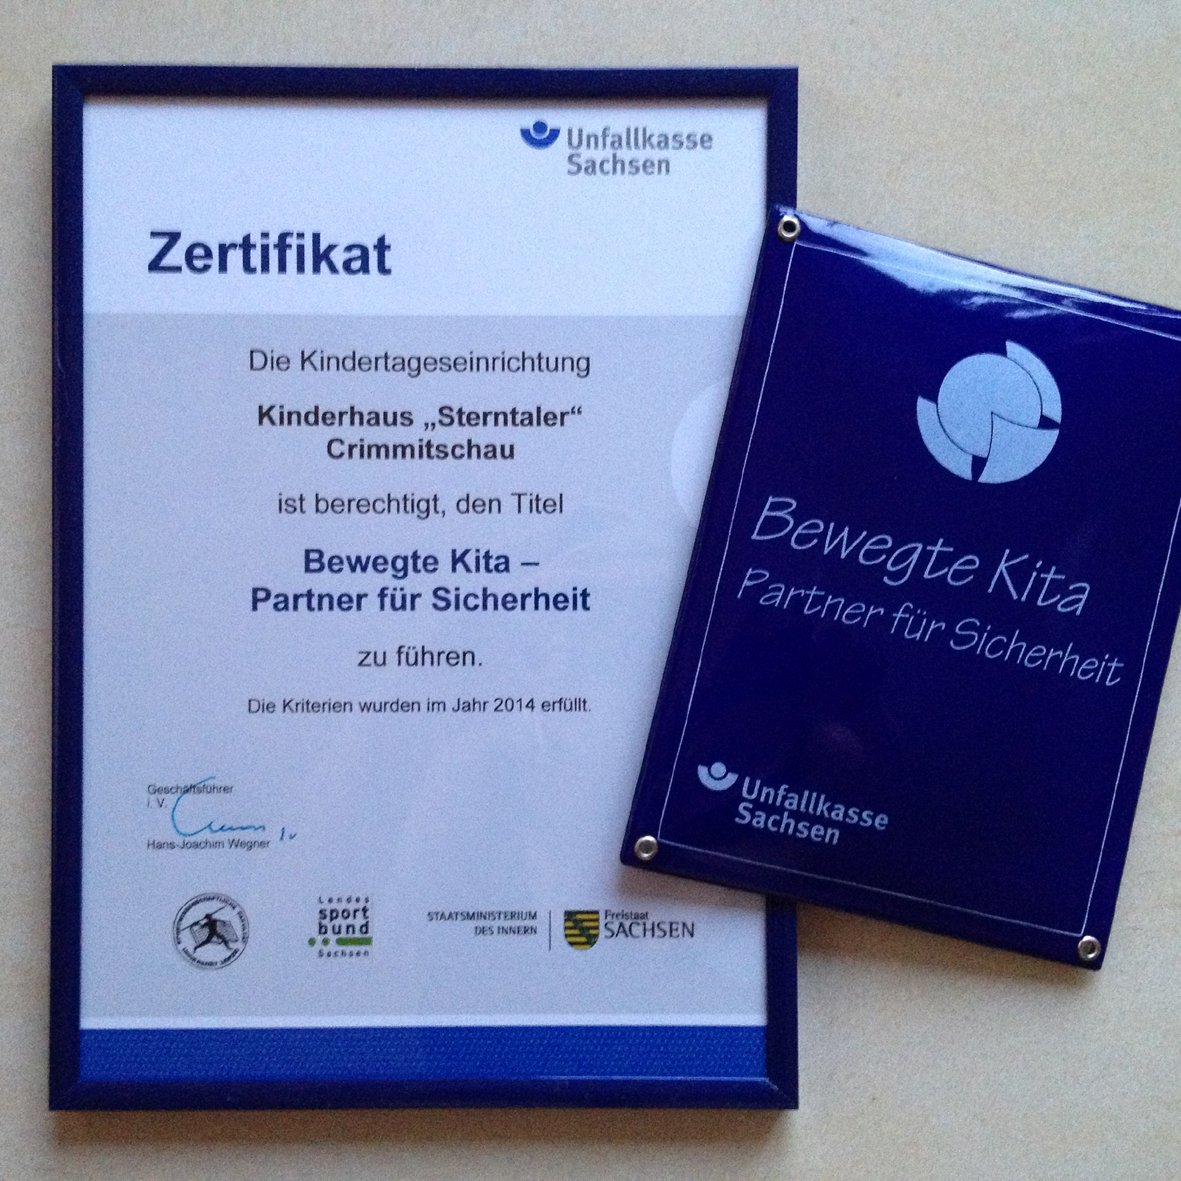 Unfallkasse
Sachsen
Zertifikat
Die Kindertageseinrichtung
Kinderhaus „Sterntaler“
Crimmitschau
ist berechtigt, den Titel
Bewegte Kita –
Partner für Sicherheit
zu führen.
Die Kriterien wurden im Jahr 2014 erfüllt.
Geschäftsführer
i. V.
Hans-Joachim Wegner
Landes
sport
bund
Sachsen
STAATSMINISTERIUM
DES INNERN
Freistaat
SACHSEN
Bewegte Kita
Partner für Sicherheit
Unfallkasse
Sachsen